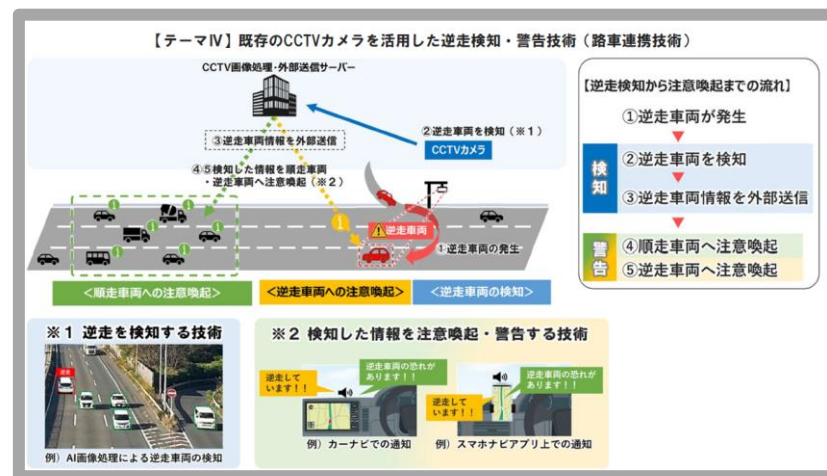 【テーマⅣ】既存のCCTVカメラを活用した逆走検知・警告技術(路車連携技術)
CCTV画像処理・外部送信サーバー
③逆走車両情報を外部送信
②逆走車両を検知(※1)
CCTVカメラ
④⑤検知した情報を順走車両
・逆走車両へ注意喚起(※2)
逆走車両
①逆走車両の発生
<順走車両への注意喚起>
<逆走車両への注意喚起>
<逆走車両の検知>
【逆走検知から注意喚起までの流れ】
①逆走車両が発生
検知
②逆走車両を検知
③逆走車両情報を外部送信
警告
④順走車両へ注意喚起
⑤逆走車両へ注意喚起
※1 逆走を検知する技術
逆走
例)AI画像処理による逆走車両の検知
※2 検知した情報を注意喚起・警告する技術
逆走して
います!!
逆走車両の恐れが
あります!!
例)カーナビでの通知
逆走して
います!!
逆走車両の恐れが
あります!!
例)スマホナビアプリ上での通知